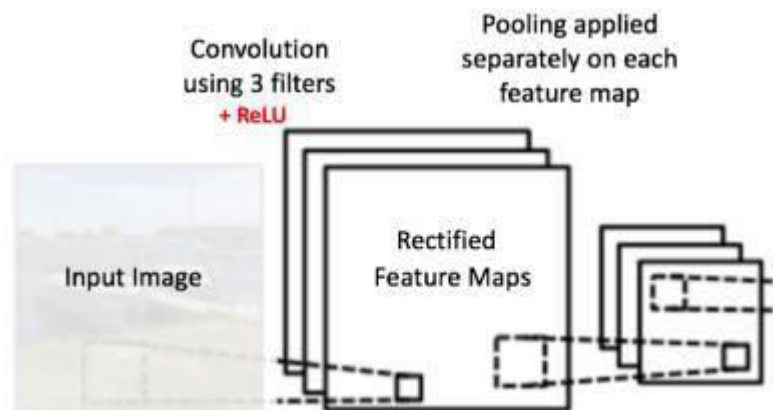 Convolution
using 3 filters
+ ReLU
Pooling applied
separately on each
feature map
Input Image
Rectified
Feature Maps